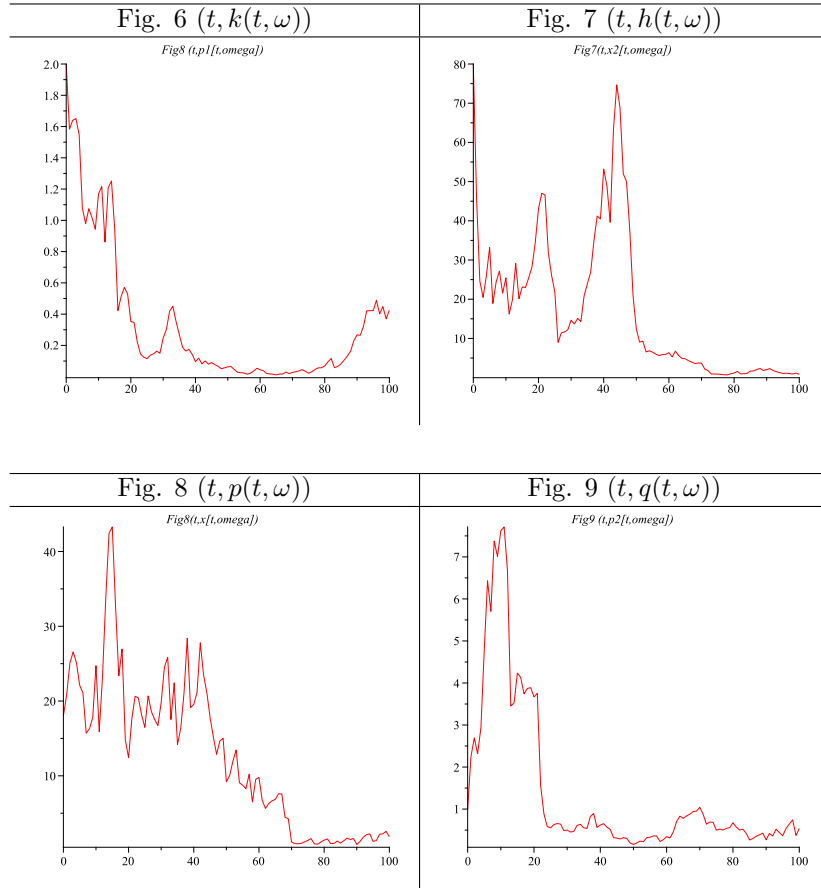 Fig. 6 (t, k(t, ω))
Fig. 7 (t, h(t, ω))
Fig8 (t,p1[t,omega])
2.0
1.8
1.6
1.4
1.2
1.0
0.8
0.6
0.4
0.2
0 20 40 60 80 100
Fig7(t,x2[t,omega])
80
70
60
50
40
30
20
10
0 20 40 60 80 100
Fig. 8 (t, p(t, ω))
Fig. 9 (t, q(t, ω))
Fig8(t,x[t,omega])
40
30
20
10
0 20 40 60 80 100
Fig9 (t,p2[t,omega])
7
6
5
4
3
2
1
0 20 40 60 80 100